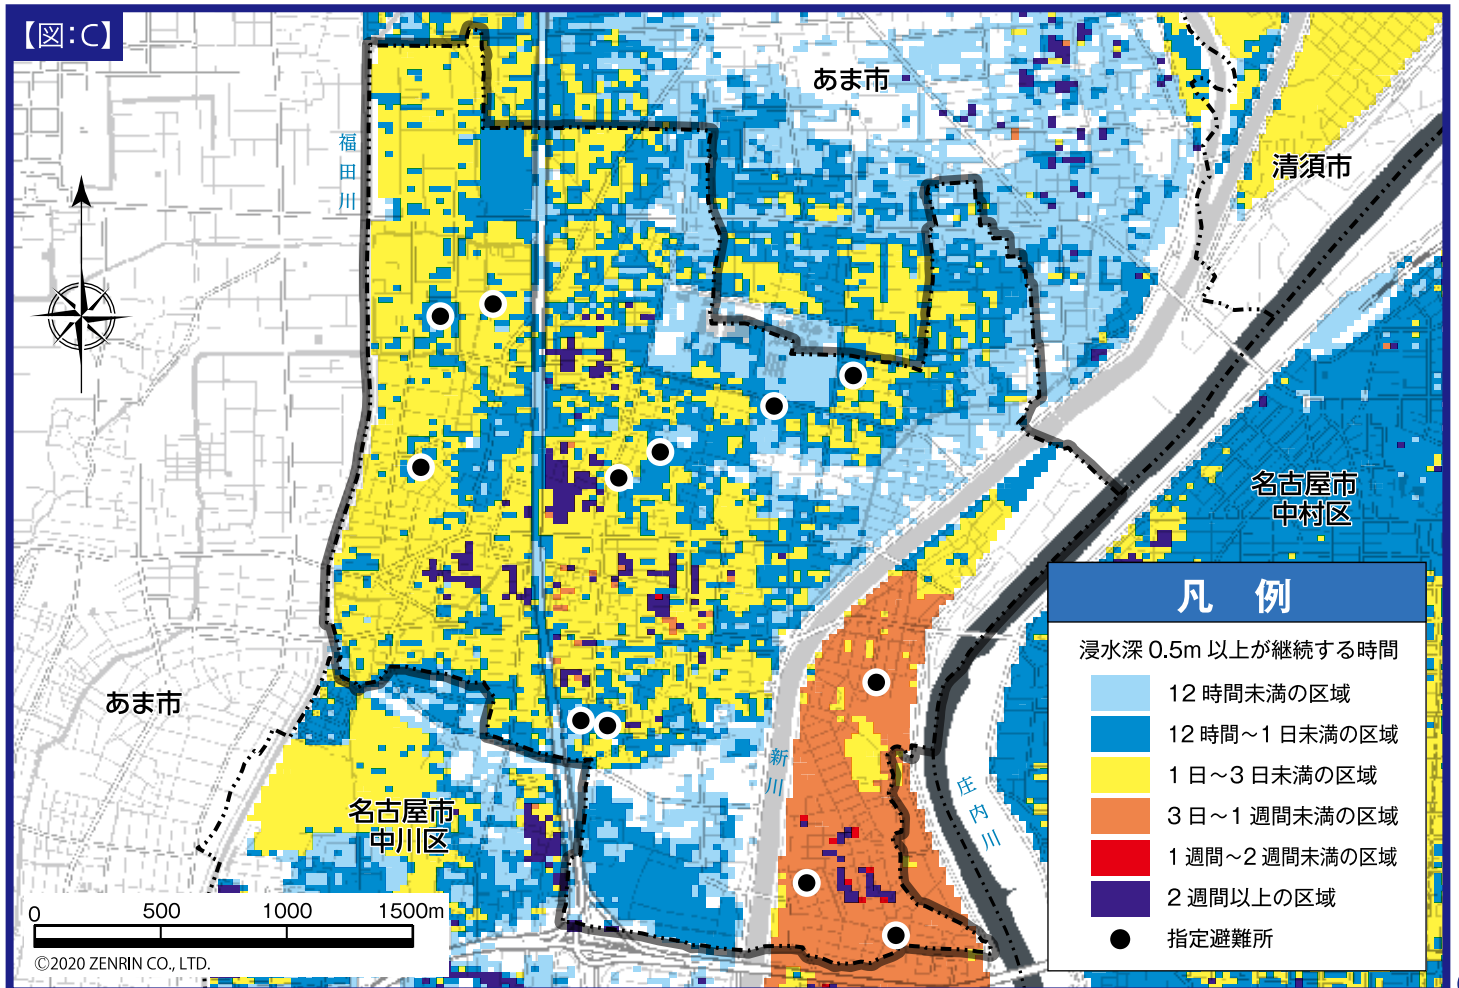 【図：C】
あま市
清須市
福田川
名古屋市
中村区
あま市
名古屋市
中川区
新川
庄内川
凡 例
浸水深 0.5m 以上が継続する時間
12 時間未満の区域
12 時間～1 日未満の区域
1 日～3 日未満の区域
3 日～1 週間未満の区域
1 週間～2 週間未満の区域
2 週間以上の区域
指定避難所
0 500 1000 1500m
©2020 ZENRIN CO., LTD.